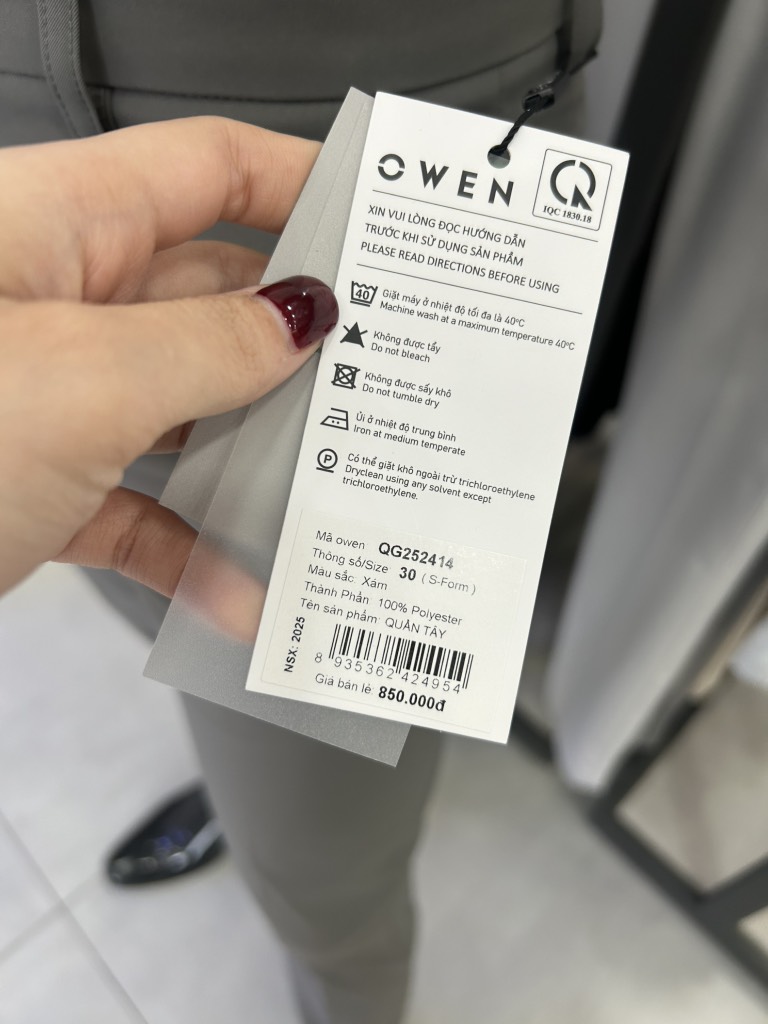 OWEN
IQC 1830.18
XIN VUI LÒNG ĐỌC HƯỚNG DẪN
TRƯỚC KHI SỬ DỤNG SẢN PHẨM
PLEASE READ DIRECTIONS BEFORE USING
40
Giặt máy ở nhiệt độ tối đa là 40ºC
Machine wash at a maximum temperature 40ºC
Không được tẩy
Do not bleach
Không được sấy khô
Do not tumble dry
Ủi ở nhiệt độ trung bình
Iron at medium temperate
P
Có thể giặt khô ngoài trừ trichloroethylene
Dryclean using any solvent except
trichloroethylene.
Mã owen QG252414
Thông số/Size 30 ( S-Form )
Màu sắc: Xám
Thành Phần: 100% Polyester
Tên sản phẩm: QUẦN TÂY
NSX: 2025
8 935362 424954
Giá bán lẻ: 850.000đ